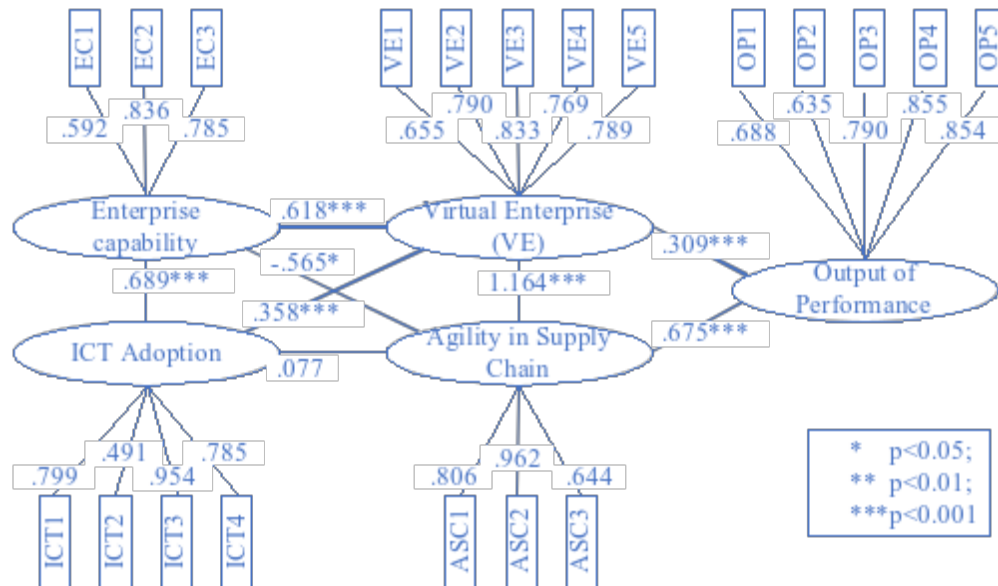 EC1
EC2
EC3
VE1
VE2
VE3
VE4
VE5
OP1
OP2
OP3
OP4
OP5
.592
.836
.785
.655
.790
.833
.769
.789
.688
.635
.790
.855
.854
Enterprise
capability
.618***
Virtual Enterprise
(VE)
.309***
-.565*
.689***
1.164***
Output of
Performance
.358***
.675***
ICT Adoption
.077
Agility in Supply
Chain
.799
.491
.954
.785
.806
.962
.644
ICT1
ICT2
ICT3
ICT4
ASC1
ASC2
ASC3
* p<0.05;
** p<0.01;
***p<0.001